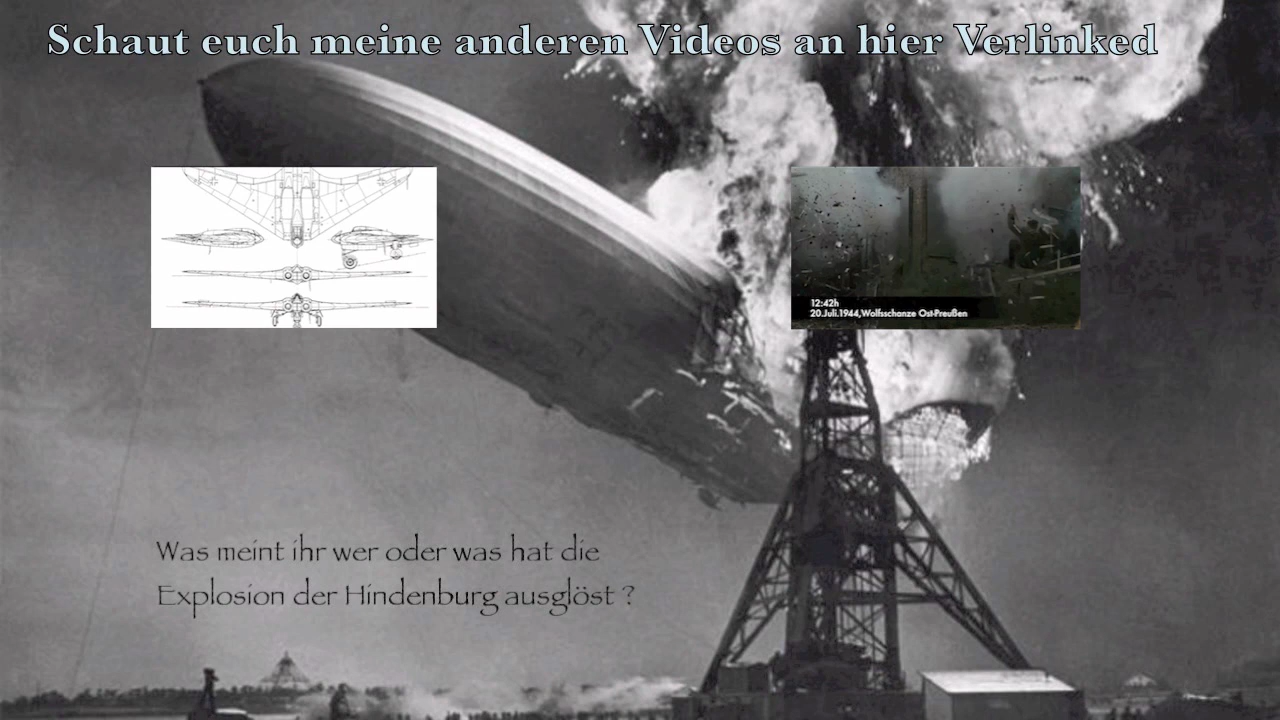 Schaut euch meine anderen Videos an hier Verlinked
12:42h
20.Juli.1944,Wolfsschanze Ost-Preußen
Was meint ihr wer oder was hat die
Explosion der Hindenburg ausglöst ?